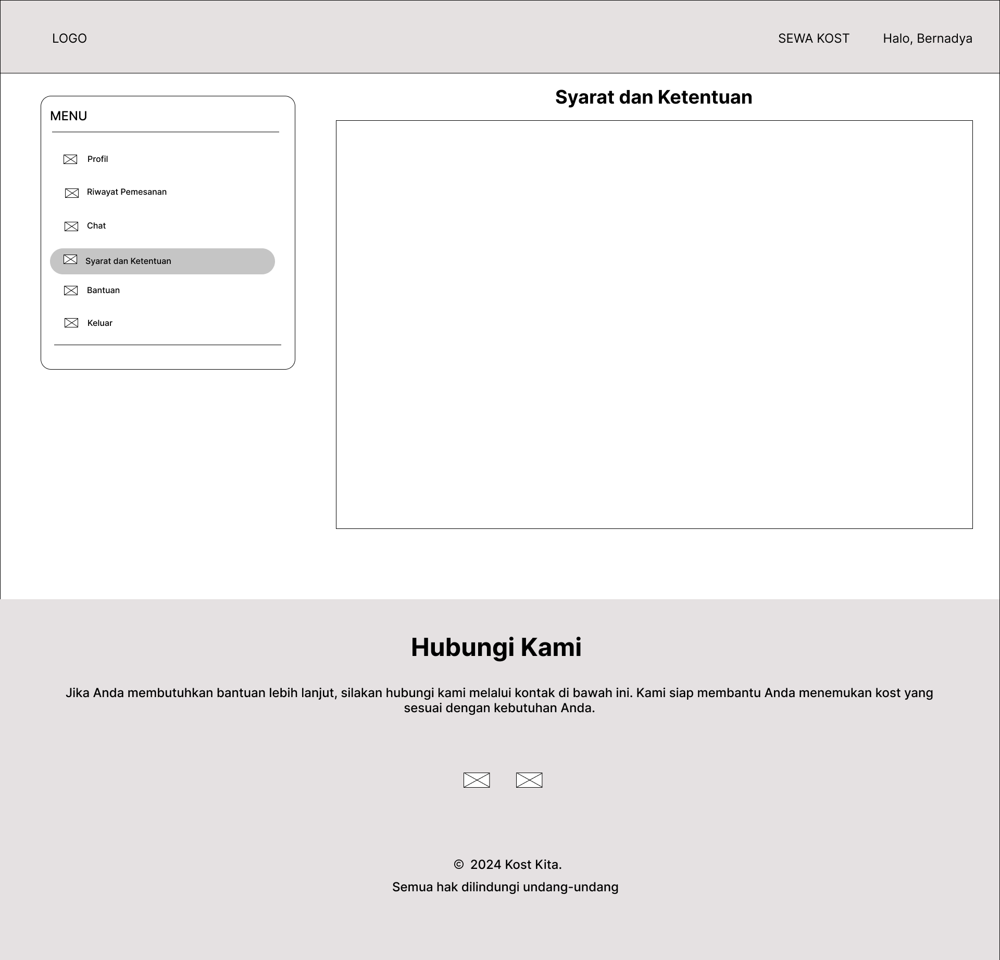 LOGO
SEWA KOST
Halo, Bernadya
MENU
Profil
Riwayat Pemesanan
Chat
Syarat dan Ketentuan
Bantuan
Keluar
Syarat dan Ketentuan
Hubungi Kami
Jika Anda membutuhkan bantuan lebih lanjut, silakan hubungi kami melalui kontak di bawah ini. Kami siap membantu Anda menemukan kost yang
sesuai dengan kebutuhan Anda.
© 2024 Kost Kita.
Semua hak dilindungi undang-undang